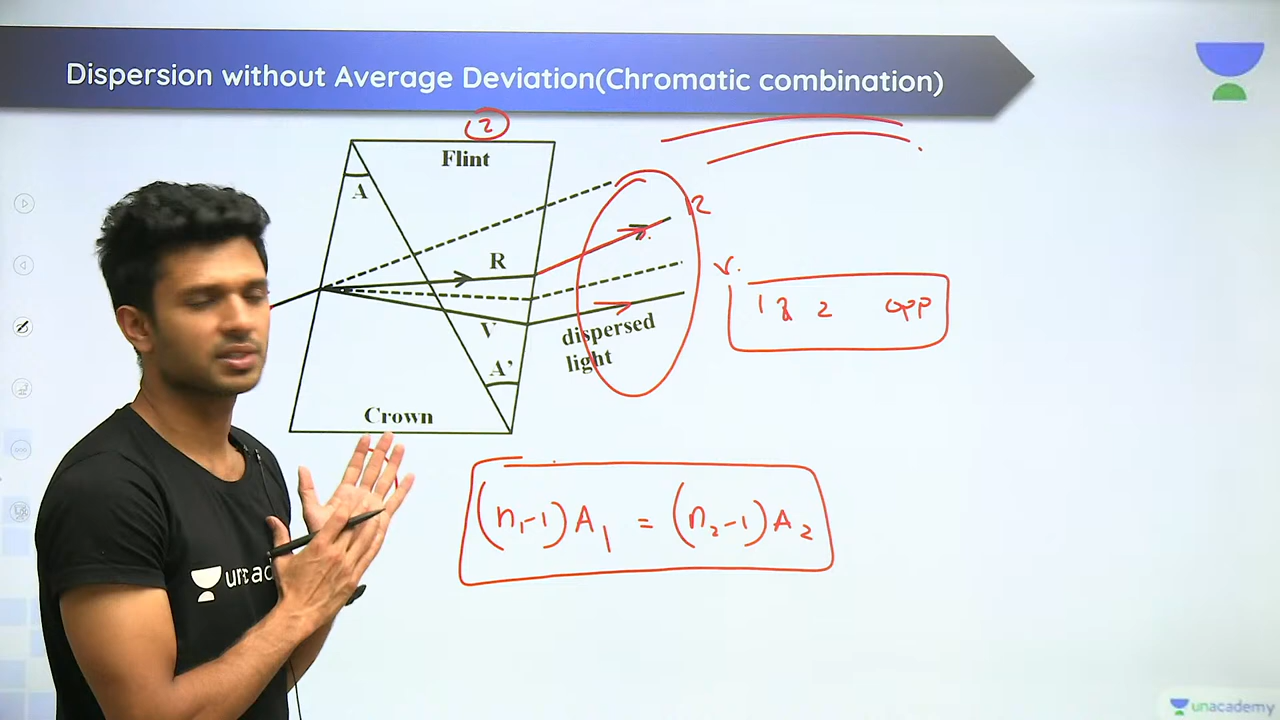 Dispersion without Average Deviation(Chromatic combination)
2
Flint
A
R
R
V
V.
1 & 2 opp
dispersed
light
A'
Crown
(n₁-1)A₁ = (n₂-1)A₂
unacad
unacademy